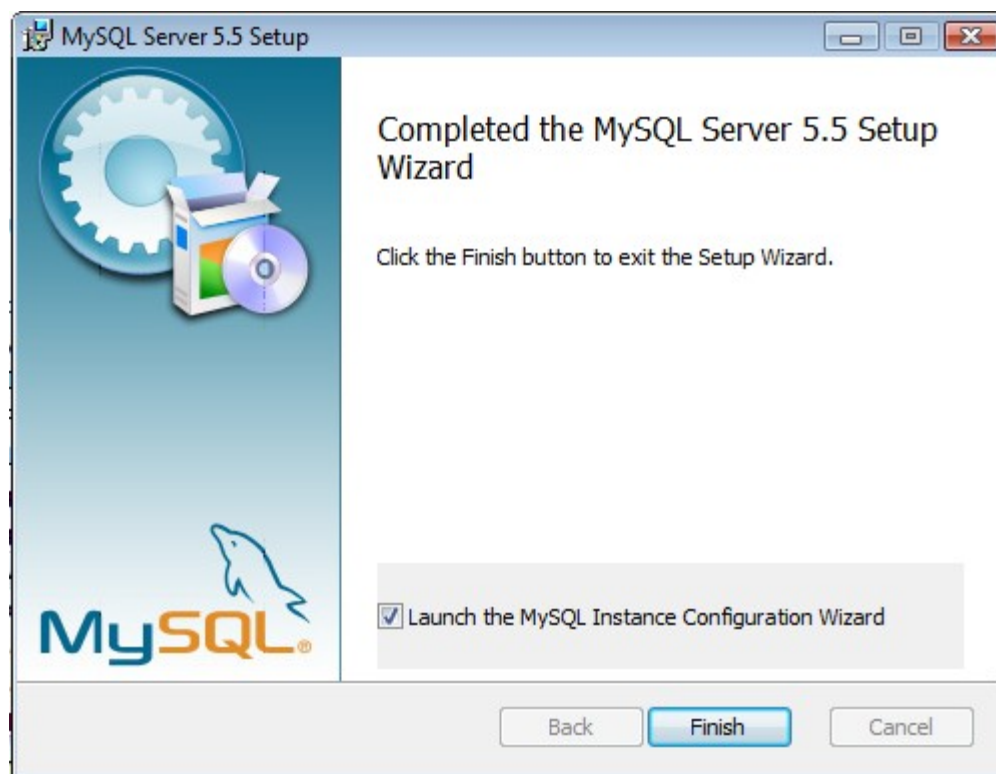 MySQL Server 5.5 Setup
Completed the MySQL Server 5.5 Setup
Wizard
Click the Finish button to exit the Setup Wizard.
MySQL®
Launch the MySQL Instance Configuration Wizard
Back
Finish
Cancel